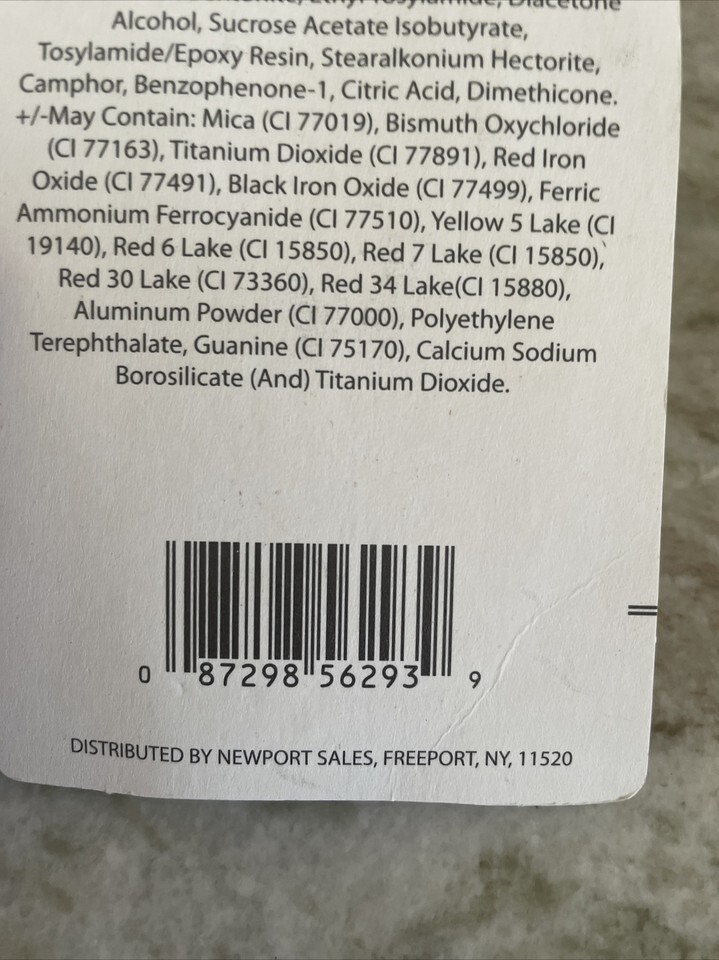 Diacetone
Alcohol, Sucrose Acetate Isobutyrate,
Tosylamide/Epoxy Resin, Stearalkonium Hectorite,
Camphor, Benzophenone-1, Citric Acid, Dimethicone.
+/-May Contain: Mica (CI 77019), Bismuth Oxychloride
(CI 77163), Titanium Dioxide (CI 77891), Red Iron
Oxide (CI 77491), Black Iron Oxide (CI 77499), Ferric
Ammonium Ferrocyanide (CI 77510), Yellow 5 Lake (CI
19140), Red 6 Lake (CI 15850), Red 7 Lake (CI 15850),
Red 30 Lake (CI 73360), Red 34 Lake(CI 15880),
Aluminum Powder (CI 77000), Polyethylene
Terephthalate, Guanine (CI 75170), Calcium Sodium
Borosilicate (And) Titanium Dioxide.
0 87298 56293 9
DISTRIBUTED BY NEWPORT SALES, FREEPORT, NY, 11520